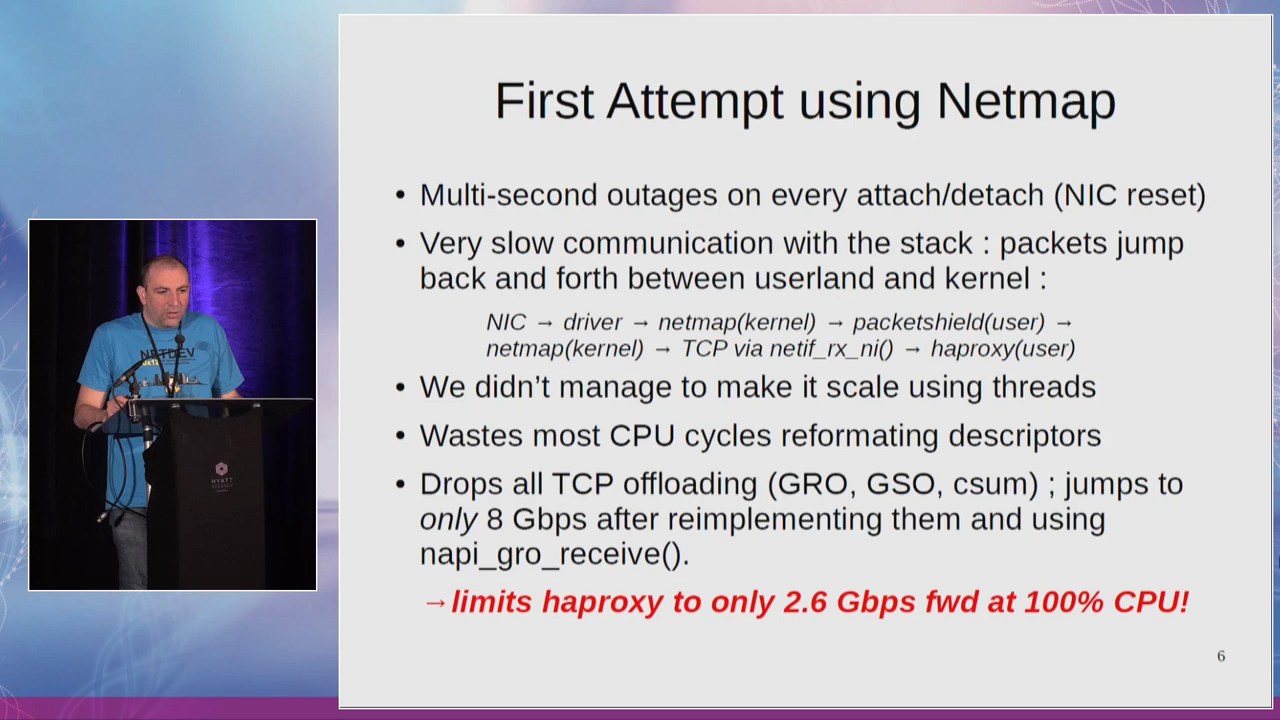 First Attempt using Netmap
• Multi-second outages on every attach/detach (NIC reset)
• Very slow communication with the stack : packets jump
back and forth between userland and kernel :
NIC → driver → netmap(kernel) → packetshield(user) →
netmap(kernel) → TCP via netif_rx_ni() → haproxy(user)
• We didn't manage to make it scale using threads
• Wastes most CPU cycles reformating descriptors
• Drops all TCP offloading (GRO, GSO, csum) ; jumps to
only 8 Gbps after reimplementing them and using
napi_gro_receive().
→limits haproxy to only 2.6 Gbps fwd at 100% CPU!
6
NETDEV
HYATT
REGENCY